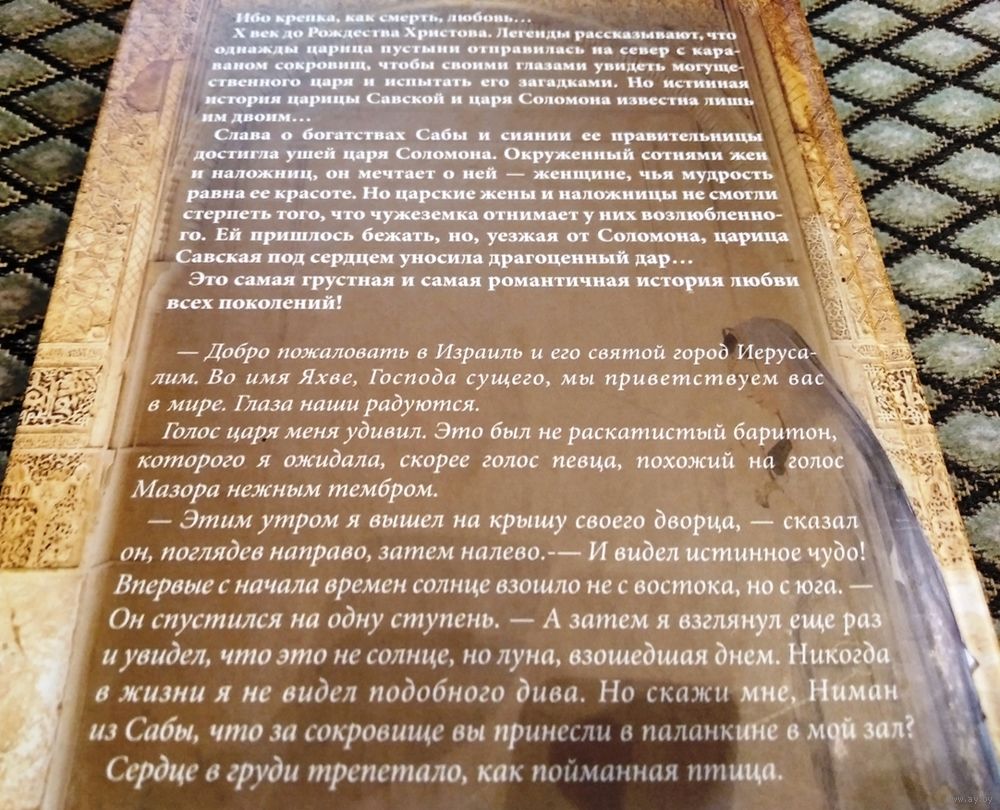 Ибо крепка, как смерть, любовь...
X век до Рождества Христова. Легенды рассказывают, что
однажды царица пустыни отправилась на север с кара-
ваном сокровищ, чтобы своими глазами увидеть могуще-
ственного царя и испытать его загадками. Но истинная
история царицы Савской и царя Соломона известна лишь
им двоим...
Слава о богатствах Сабы и сиянии ее правительницы
достигла ушей царя Соломона. Окруженный сотнями жен
и наложниц, он мечтает о ней — женщине, чья мудрость
равна ее красоте. Но царские жены и наложницы не смогли
стерпеть того, что чужеземка отнимает у них возлюбленно-
го. Ей пришлось бежать, но, уезжая от Соломона, царица
Савская под сердцем уносила драгоценный дар...
Это самая грустная и самая романтичная история любви
всех поколений!
— Добро пожаловать в Израиль и его святой город Иеруса-
лим. Во имя Яхве, Господа сущего, мы приветствуем вас
в мире. Глаза наши радуются.
Голос царя меня удивил. Это был не раскатистый баритон,
которого я ожидала, скорее голос певца, похожий на голос
Мазора нежным тембром.
— Этим утром я вышел на крышу своего дворца, — сказал
он, поглядев направо, затем налево.-— И видел истинное чудо!
Впервые с начала времен солнце взошло не с востока, но с юга. —
Он спустился на одну ступень. — А затем я взглянул еще раз
и увидел, что это не солнце, но луна, взошедшая днем. Никогда
в жизни я не видел подобного дива. Но скажи мне, Ниман
из Сабы, что за сокровище вы принесли в паланкине в мой зал?
Сердце в груди трепетало, как пойманная птица.